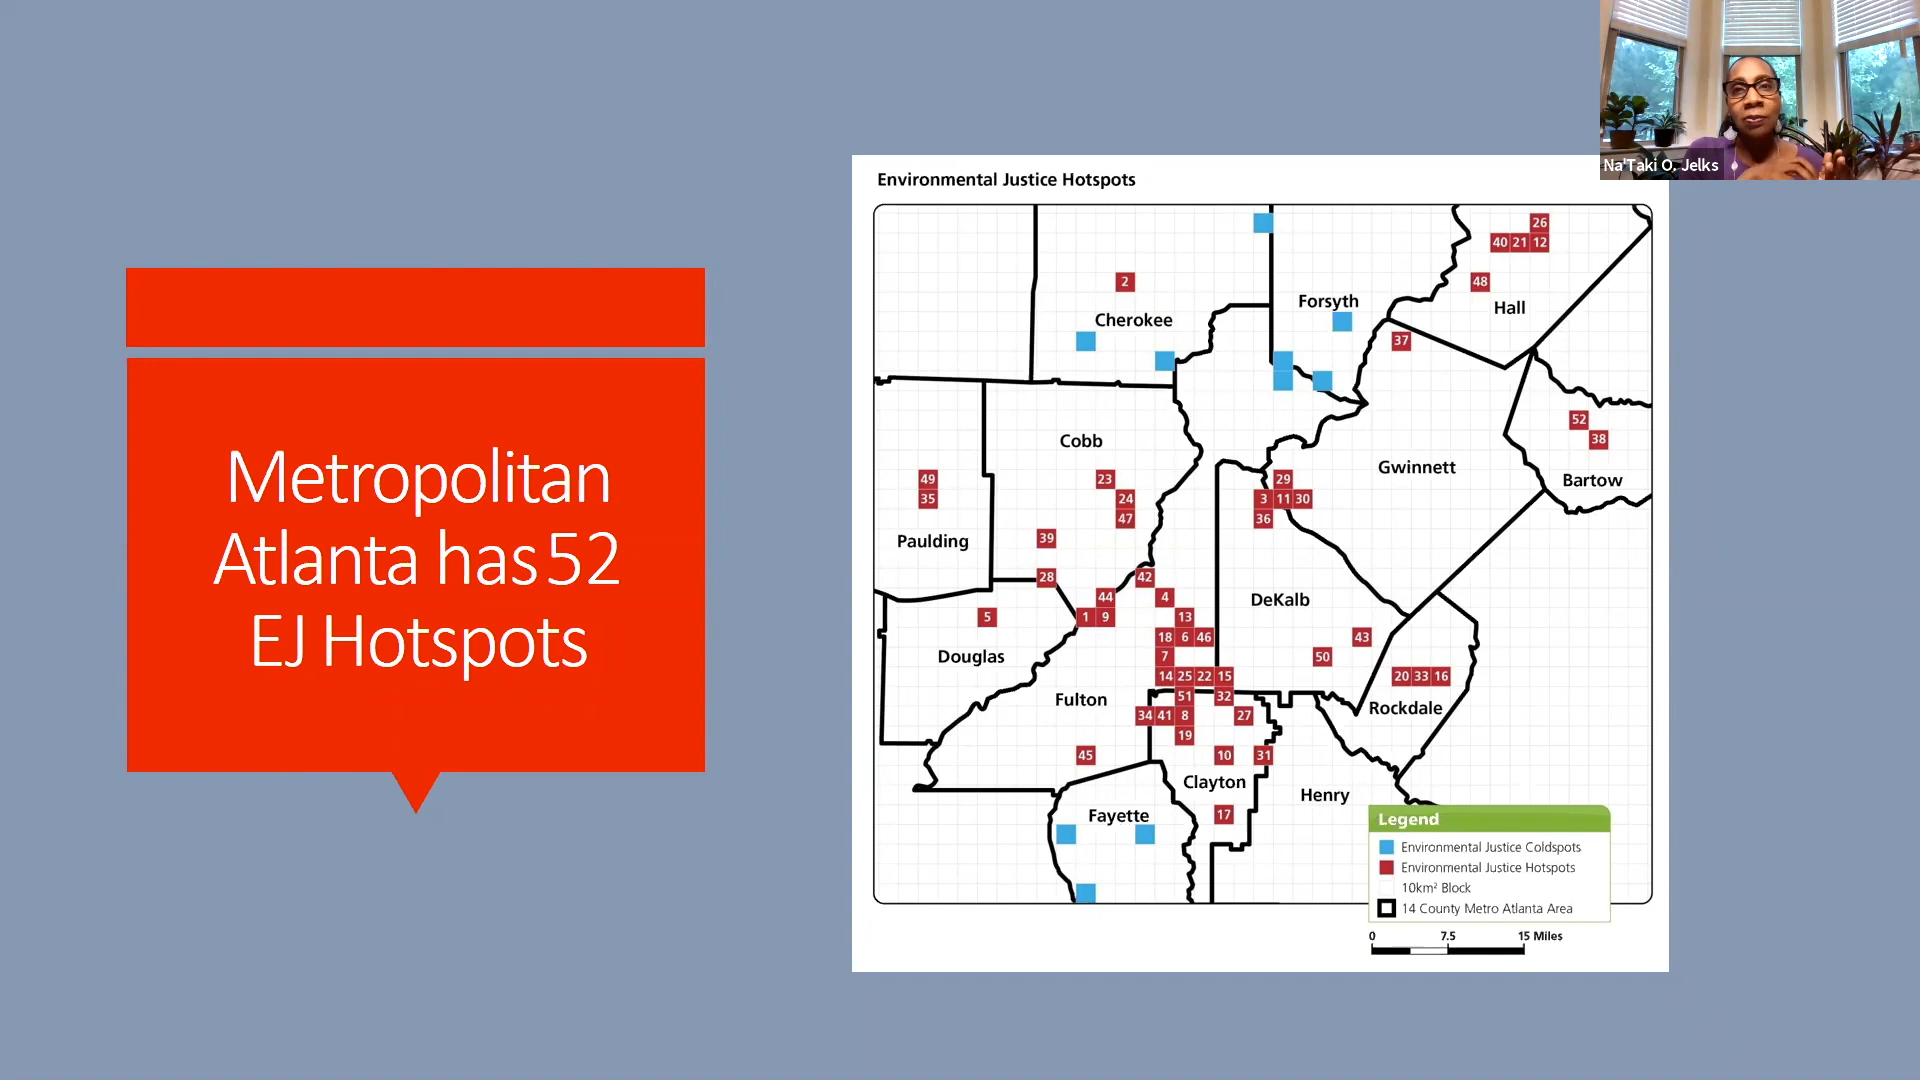 Na'Taki O. Jelks
Metropolitan
Atlanta has 52
EJ Hotspots
Environmental Justice Hotspots
26
40 21 12
2
48
Forsyth
Hall
Cherokee
37
52
38
Cobb
Gwinnett
Bartow
49
23
29
35
24
3 11 30
47
36
Paulding
39
28
42
44
4
DeKalb
5
1 9
13
18 6 46
43
Douglas
7
50
14 25 22 15
20 33 16
Fulton
51
32
Rockdale
34 41 8
27
19
45
10
31
Clayton
Henry
Fayette
17
Legend
Environmental Justice Coldspots
Environmental Justice Hotspots
10km² Block
14 County Metro Atlanta Area
0 7.5 15 Miles